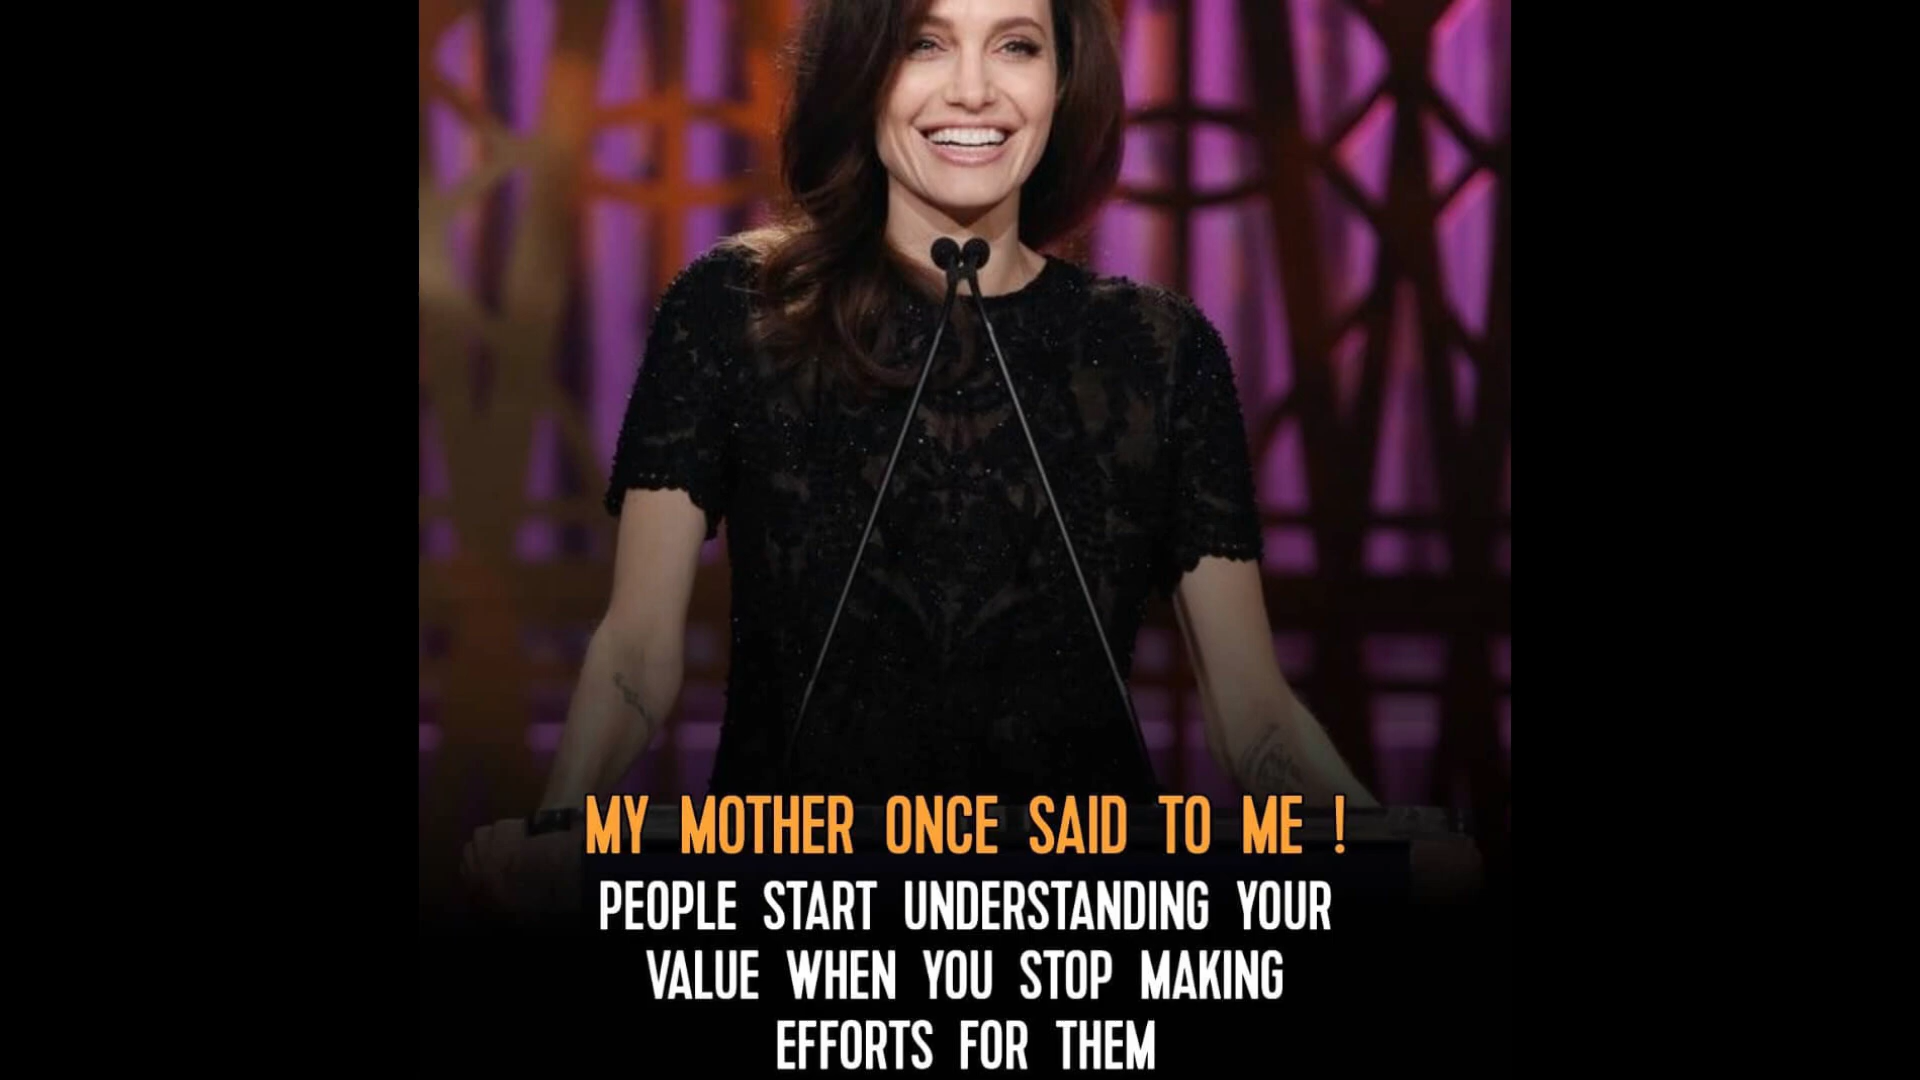 MY MOTHER ONCE SAID TO ME !
PEOPLE START UNDERSTANDING YOUR
VALUE WHEN YOU STOP MAKING
EFFORTS FOR THEM